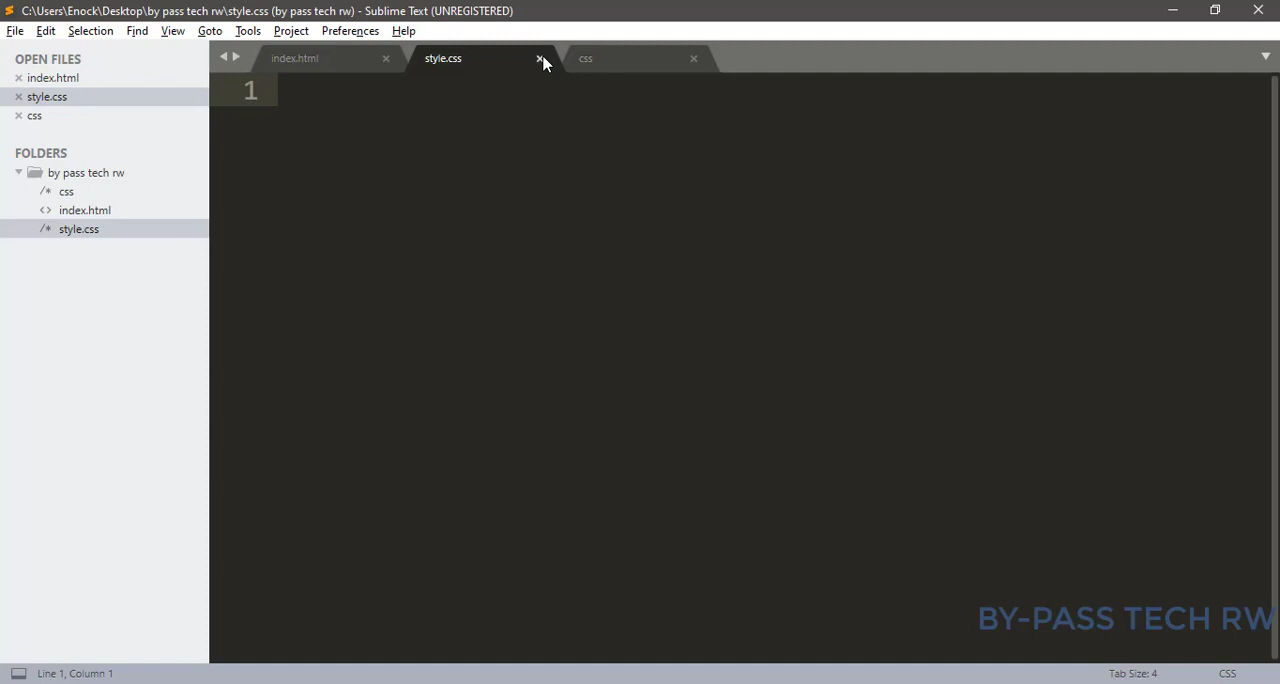 C:\Users\Enock\Desktop\by pass tech rw\style.css (by pass tech rw) - Sublime Text (UNREGISTERED)
File Edit Selection Find View Goto Tools Project Preferences Help
OPEN FILES
index.html
style.css
css
FOLDERS
by pass tech rw
/* css
<> index.html
/* style.css
index.html style.css css
1
BY-PASS TECH RW
Line 1, Column 1 Tab Size: 4 CSS